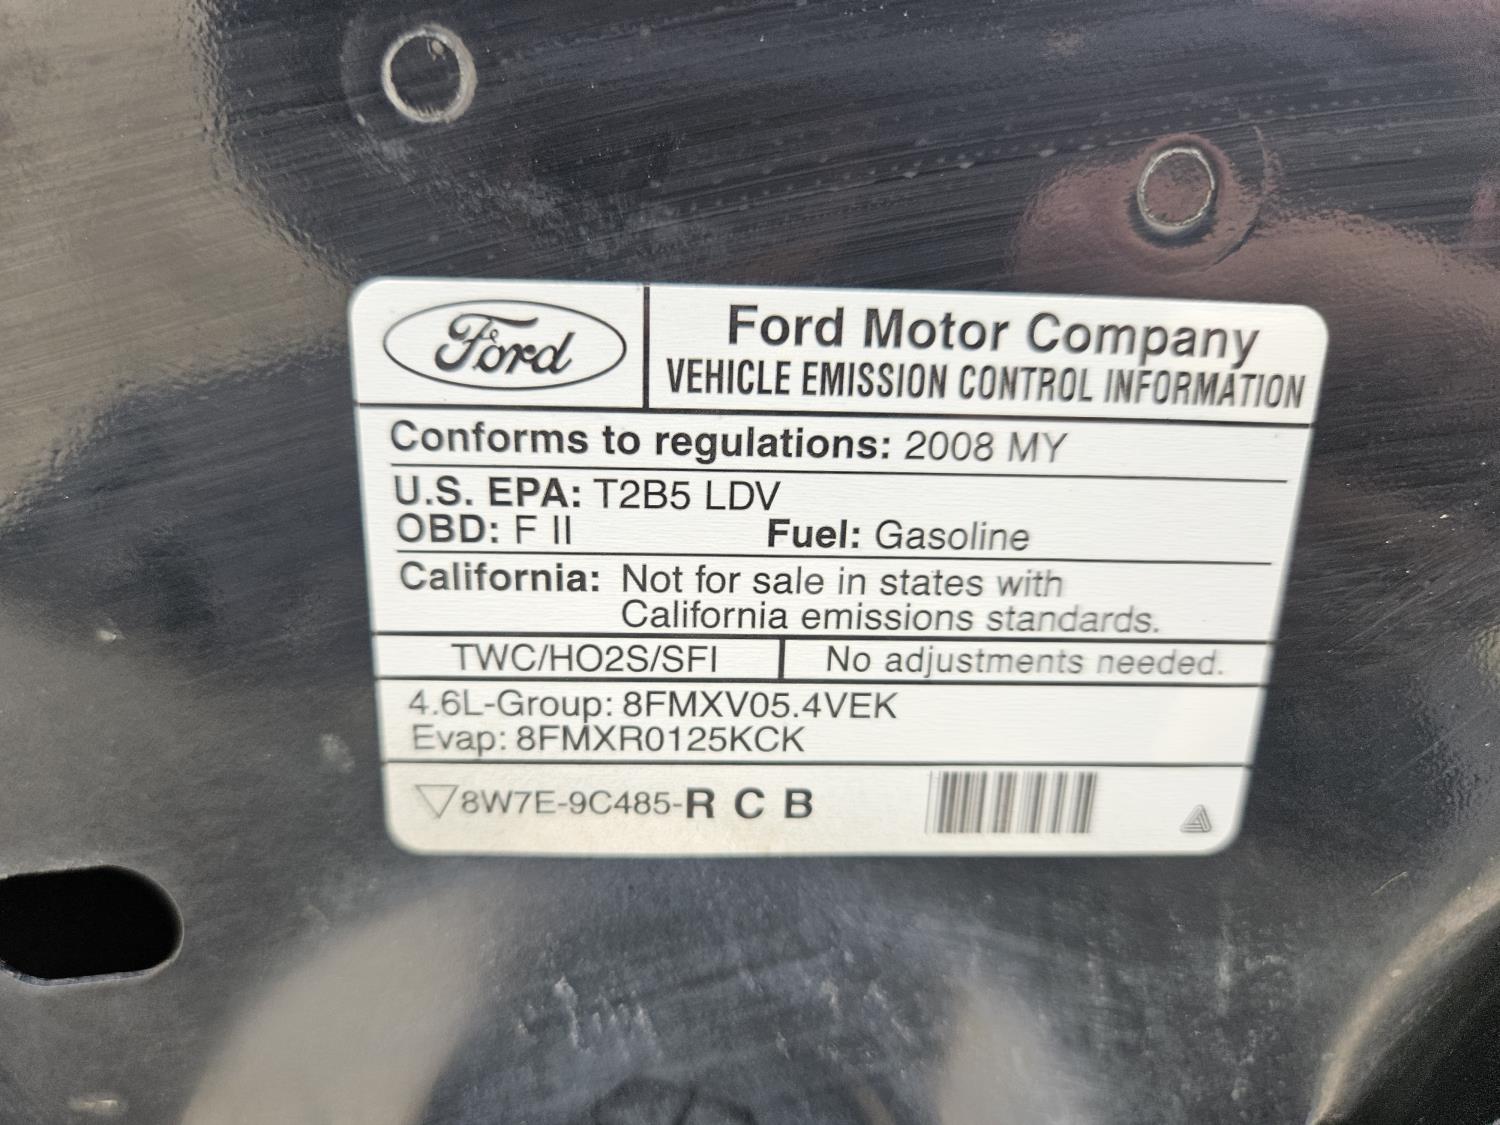 Ford
Ford Motor Company
VEHICLE EMISSION CONTROL INFORMATION
Conforms to regulations: 2008 MY
U.S. EPA: T2B5 LDV
OBD: F II Fuel: Gasoline
California: Not for sale in states with
California emissions standards.
TWC/HO2S/SFI No adjustments needed.
4.6L-Group: 8FMXV05.4VEK
Evap: 8FMXR0125KCK
8W7E-9C485-R C B